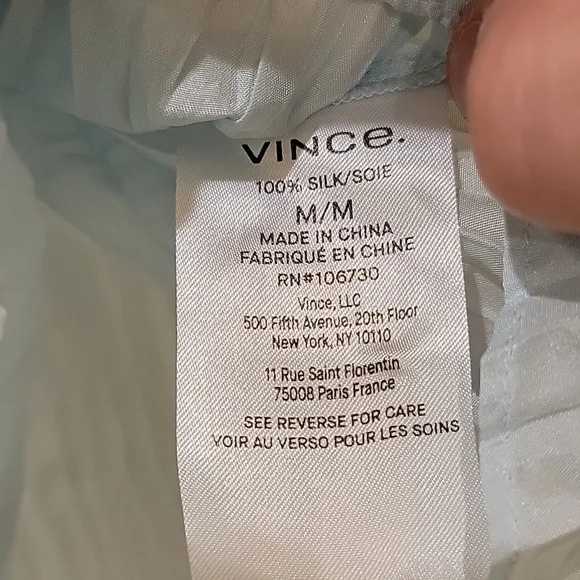 VINCE.
100% SILK/SOIE
M/M
MADE IN CHINA
FABRIQUÉ EN CHINE
RN#106730
Vince, LLC
500 Fifth Avenue, 20th Floor
New York, NY 10110
11 Rue Saint Florentin
75008 Paris France
SEE REVERSE FOR CARE
VOIR AU VERSO POUR LES SOINS